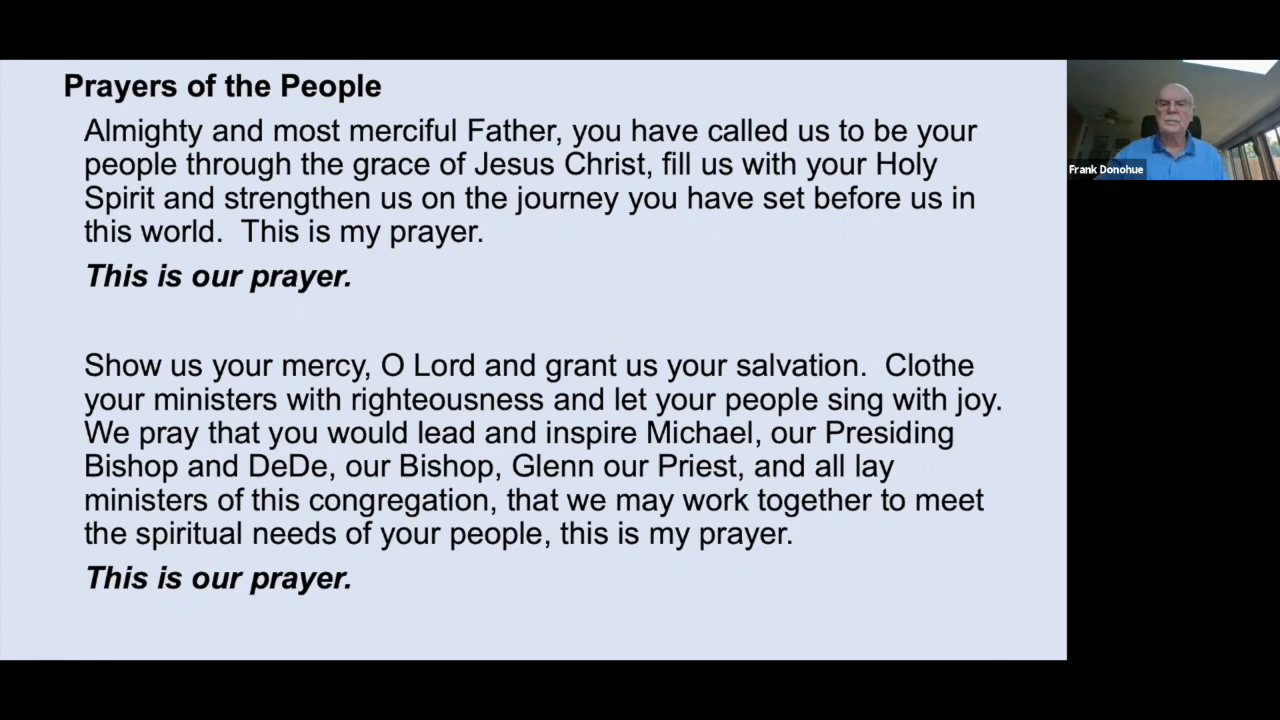 Prayers of the People
Almighty and most merciful Father, you have called us to be your
people through the grace of Jesus Christ, fill us with your Holy
Spirit and strengthen us on the journey you have set before us in
this world.  This is my prayer.
This is our prayer.
Show us your mercy, O Lord and grant us your salvation.  Clothe
your ministers with righteousness and let your people sing with joy.
We pray that you would lead and inspire Michael, our Presiding
Bishop and DeDe, our Bishop, Glenn our Priest, and all lay
ministers of this congregation, that we may work together to meet
the spiritual needs of your people, this is my prayer.
This is our prayer.
Frank Donohue